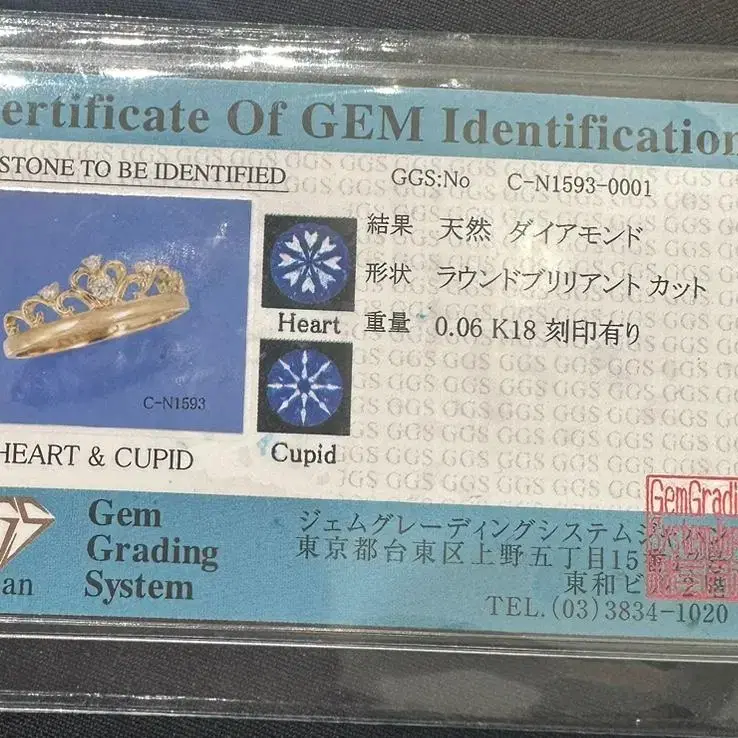 ertificate Of GEM Identification
STONE TO BE IDENTIFIED
GGS:No C-N1593-0001
結果 天然 ダイアモンド
形状 ラウンドブリリアント カット
重量 0.06 K18 刻印有り
Heart
C-N1593
Cupid
HEART & CUPID
Gem
Grading
System
an
ジェムグレーディングシステム
東京都台東区上野五丁目15
東和ビ
TEL.(03)3834-1020
GemGradi